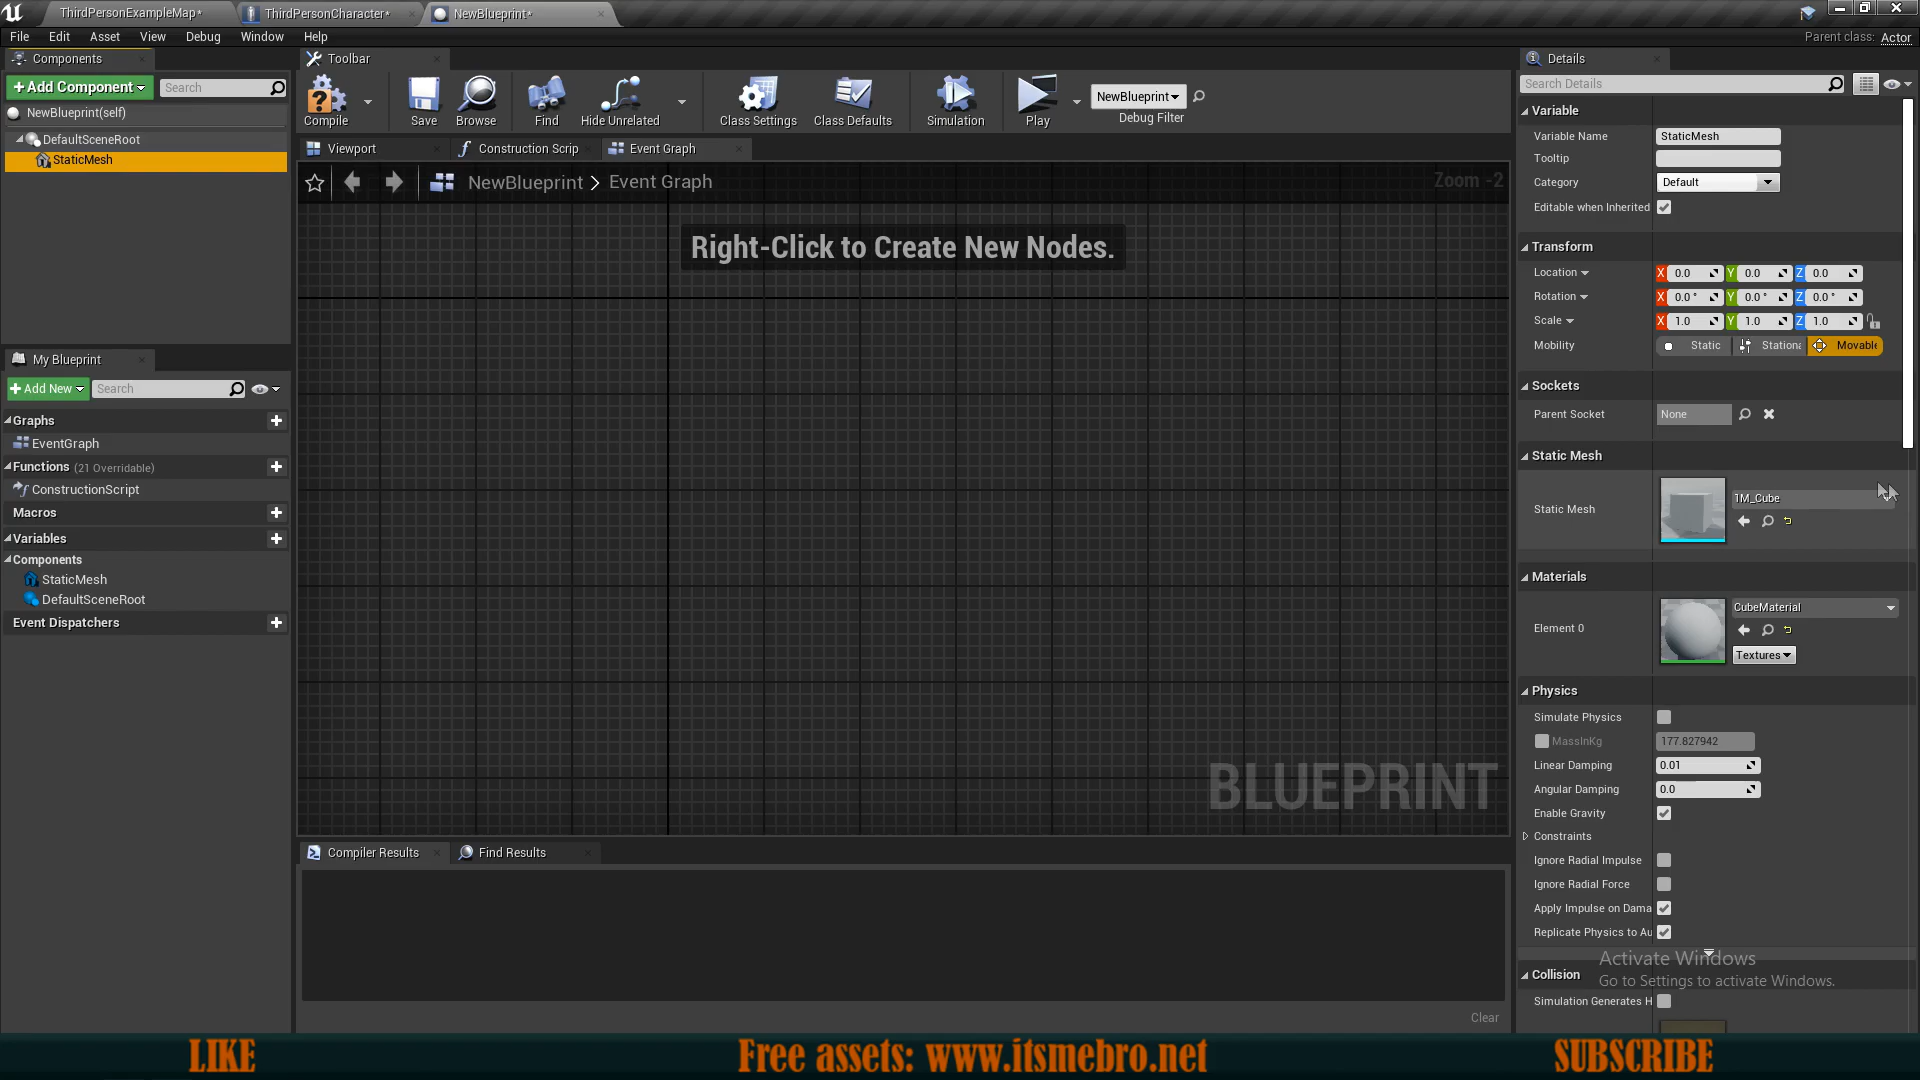 ThirdPersonExampleMap*
ThirdPersonCharacter*
NewBlueprint*
File Edit Asset View Debug Window Help
Parent class: Actor
Components
+Add Component
Search
NewBlueprint(self)
DefaultSceneRoot
StaticMesh
My Blueprint
+Add New
Search
Graphs
EventGraph
Functions (21 Overridable)
ConstructionScript
Macros
Variables
Components
StaticMesh
DefaultSceneRoot
Event Dispatchers
Toolbar
Compile
Save
Browse
Find
Hide Unrelated
Class Settings
Class Defaults
Simulation
Play
NewBlueprint
Debug Filter
Viewport
Construction Scrip
Event Graph
NewBlueprint > Event Graph
Zoom -2
Right-Click to Create New Nodes.
BLUEPRINT
Compiler Results
Find Results
Clear
Details
Search Details
Variable
Variable Name StaticMesh
Tooltip
Category Default
Editable when Inherited
Transform
Location X 0.0 Y 0.0 Z 0.0
Rotation X 0.0 ° Y 0.0 ° Z 0.0 °
Scale X 1.0 Y 1.0 Z 1.0
Mobility Static Stationa Movable
Sockets
Parent Socket None
Static Mesh
Static Mesh 1M_Cube
Materials
Element 0 CubeMaterial
Textures
Physics
Simulate Physics
MassInKg 177.827942
Linear Damping 0.01
Angular Damping 0.0
Enable Gravity
Constraints
Ignore Radial Impulse
Ignore Radial Force
Apply Impulse on Dama
Replicate Physics to Au
Collision
Simulation Generates H
Activate Windows
Go to Settings to activate Windows.
LIKE
Free assets: www.itsmebro.net
SUBSCRIBE